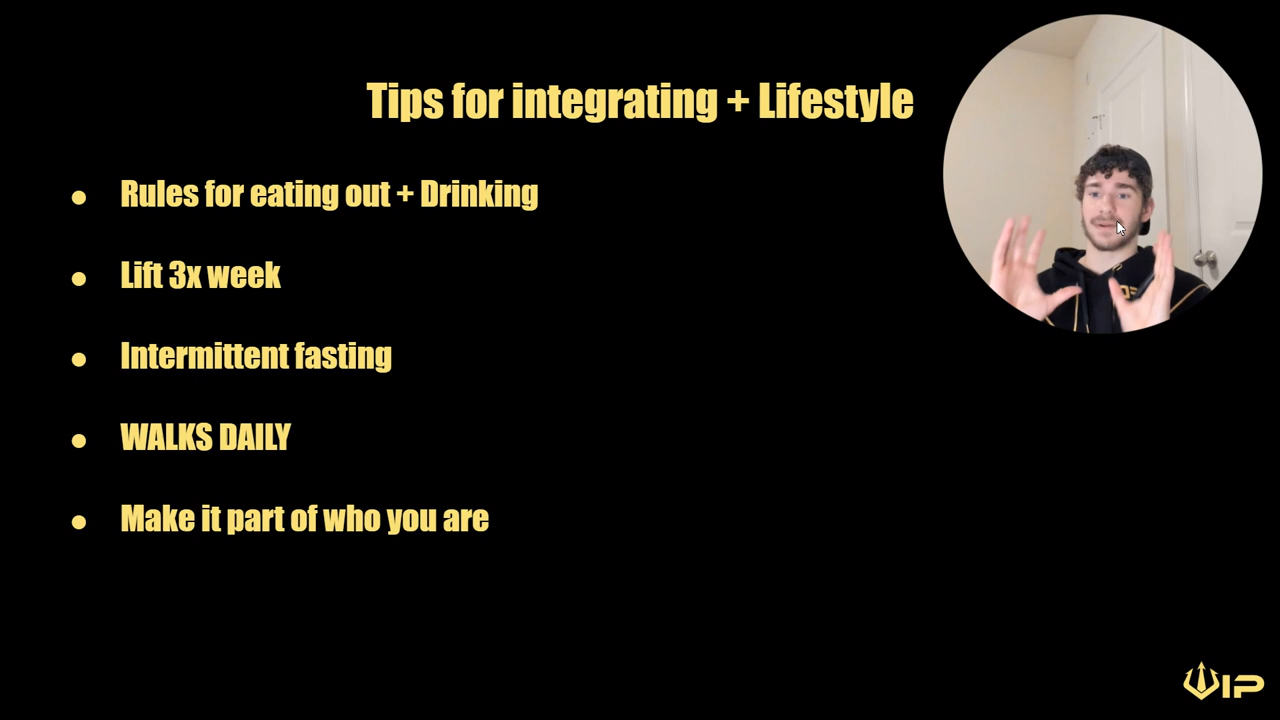 Tips for integrating + Lifestyle
Rules for eating out + Drinking
Lift 3x week
Intermittent fasting
WALKS DAILY
Make it part of who you are
VIP